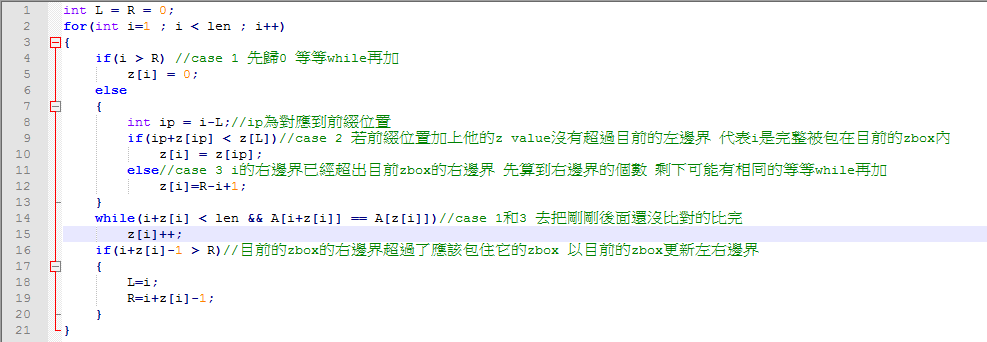 1 int L = R = 0;
2 for(int i=1 ; i < len ; i++)
3 {
4 if(i > R) //case 1 先歸0 等等while再加
5 z[i] = 0;
6 else
7 {
8 int ip = i-L;//ip為對應到前綴位置
9 if(ip+z[ip] < z[L])//case 2 若前綴位置加上他的z value沒有超過目前的左邊界 代表i是完整被包在目前的zbox內
10 z[i] = z[ip];
11 else//case 3 i的右邊界已經超出目前zbox的右邊界 先算到右邊界的個數 剩下可能有相同的等等while再加
12 z[i]=R-i+1;
13 }
14 while(i+z[i] < len && A[i+z[i]] == A[z[i]])//case 1和3 去把剛剛後面還沒比對的比完
15 z[i]++;
16 if(i+z[i]-1 > R)//目前的zbox的右邊界超過了應該包住它的zbox 以目前的zbox更新左右邊界
17 {
18 L=i;
19 R=i+z[i]-1;
20 }
21 }